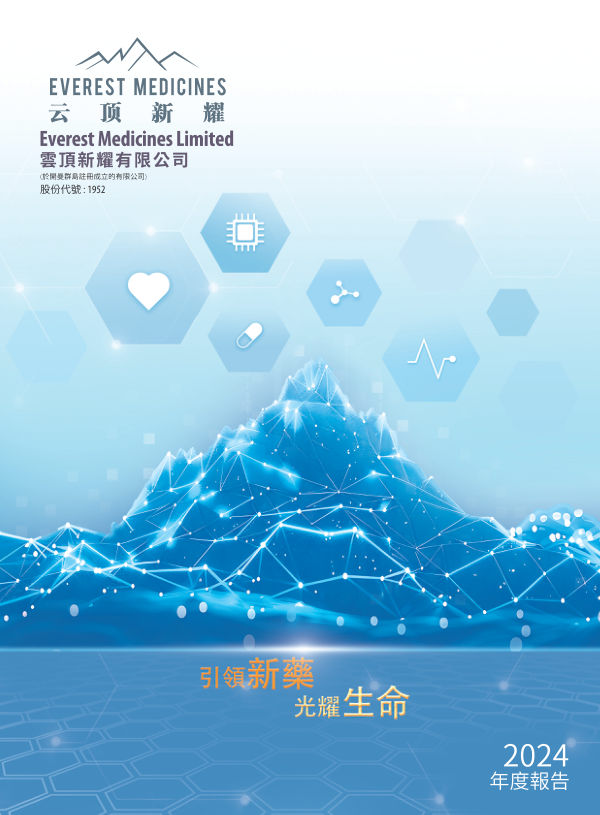 EVEREST MEDICINES
云顶新耀
Everest Medicines Limited
雲頂新耀有限公司
(於開曼群島註冊成立的有限公司)
股份代號 : 1952
引領新藥
光耀生命
2024
年度報告